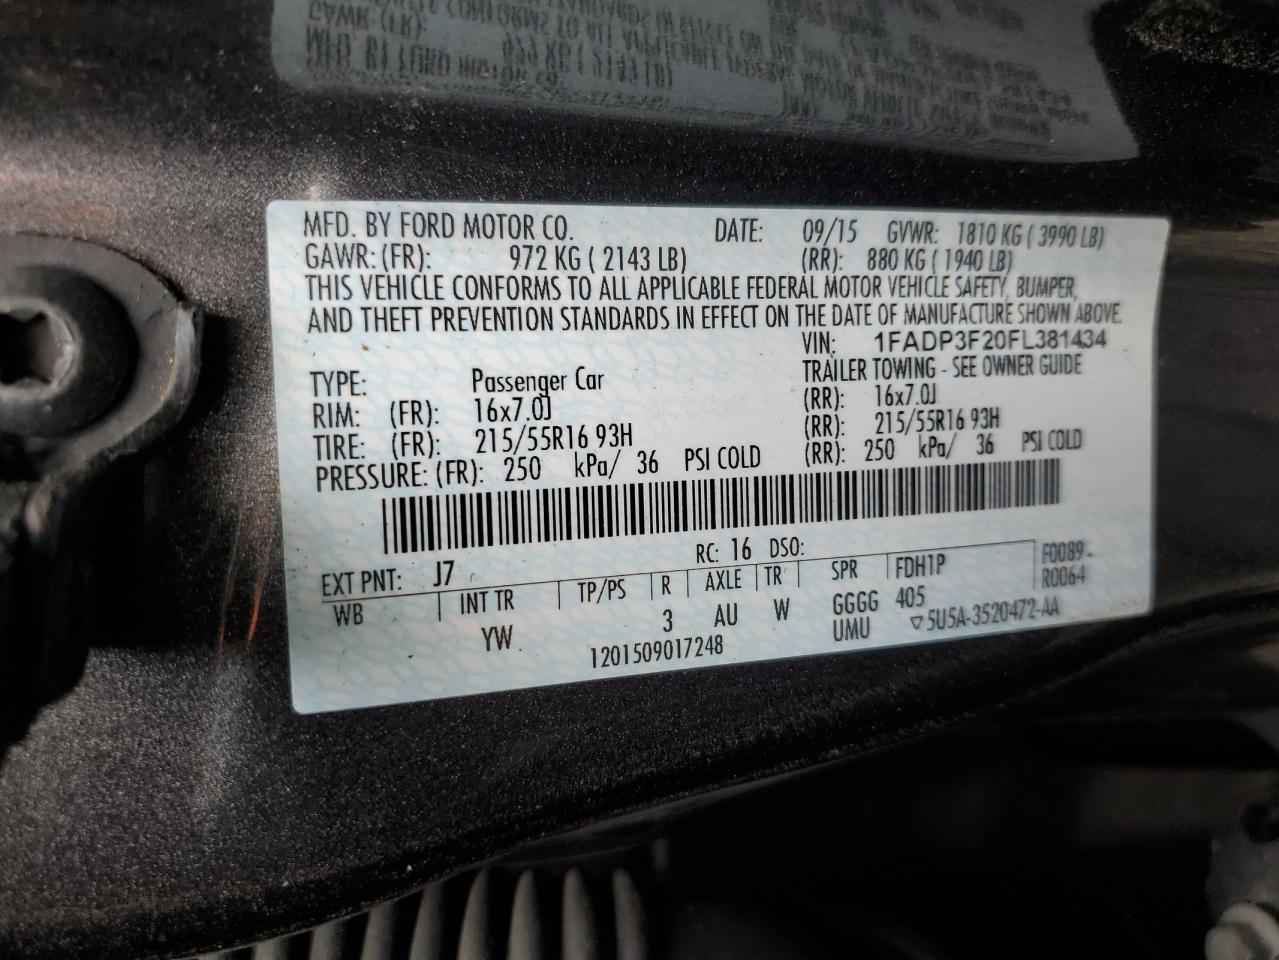 MFD. BY FORD MOTOR CO. DATE: 09/15 GVWR: 1810 KG ( 3990 LB)
GAWR: (FR): 972 KG ( 2143 LB) (RR): 880 KG ( 1940 LB)
THIS VEHICLE CONFORMS TO ALL APPLICABLE FEDERAL MOTOR VEHICLE SAFETY, BUMPER,
AND THEFT PREVENTION STANDARDS IN EFFECT ON THE DATE OF MANUFACTURE SHOWN ABOVE.
VIN: 1FADP3F20FL381434
TYPE: Passenger Car TRAILER TOWING - SEE OWNER GUIDE
RIM: (FR): 16x7.0J (RR): 16x7.0J
TIRE: (FR): 215/55R16 93H (RR): 215/55R16 93H
PRESSURE: (FR): 250 kPa/ 36 PSI COLD (RR): 250 kPa/ 36 PSI COLD
EXT PNT: J7 RC: 16 DSO: FDH1P F0089
WB INT TR TP/PS R AXLE TR SPR R0064
YW 3 AU W GGGG 405
1201509017248 UMU ▽5U5A-3520472-AA